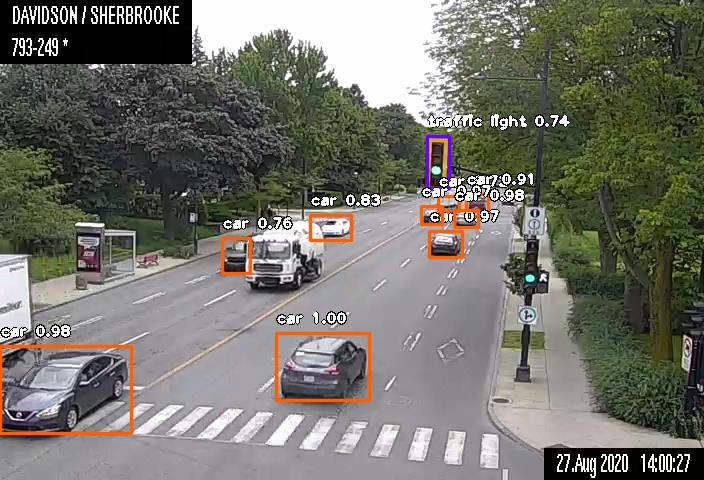 DAVIDSON / SHERBROOKE
793-249 *
traffic light 0.74
car 0.91
car 0.98
car 0.97
car 0.83
car 0.76
car 1.00
car 0.98
27.Aug 2020 14:00:27